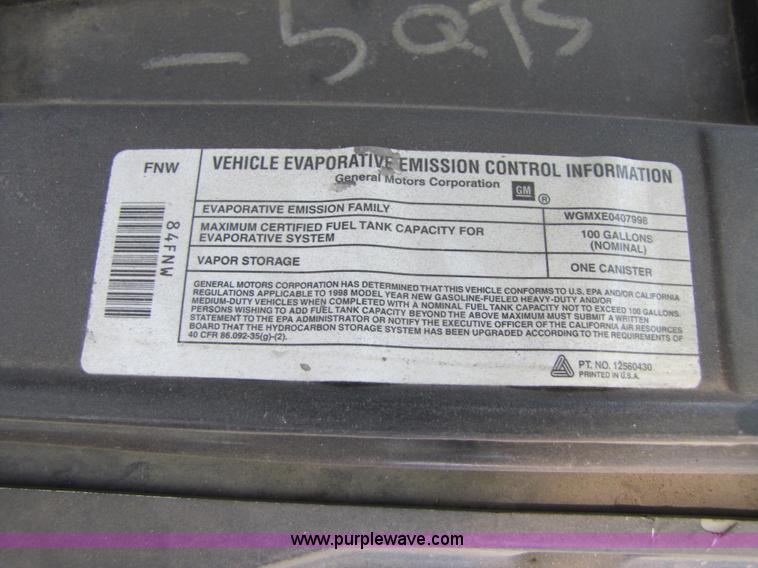 - 5 QTS
FNW
84FNW
VEHICLE EVAPORATIVE EMISSION CONTROL INFORMATION
General Motors Corporation GM ®
EVAPORATIVE EMISSION FAMILY WGMXE0407998
MAXIMUM CERTIFIED FUEL TANK CAPACITY FOR
EVAPORATIVE SYSTEM
100 GALLONS
(NOMINAL)
VAPOR STORAGE ONE CANISTER
GENERAL MOTORS CORPORATION HAS DETERMINED THAT THIS VEHICLE CONFORMS TO U.S. EPA AND/OR CALIFORNIA
REGULATIONS APPLICABLE TO 1998 MODEL YEAR NEW GASOLINE-FUELED HEAVY-DUTY AND/OR
MEDIUM-DUTY VEHICLES WHEN COMPLETED WITH A NOMINAL FUEL TANK CAPACITY NOT TO EXCEED 100 GALLONS.
PERSONS WISHING TO ADD FUEL TANK CAPACITY BEYOND THE ABOVE MAXIMUM MUST SUBMIT A WRITTEN
STATEMENT TO THE EPA ADMINISTRATOR OR NOTIFY THE EXECUTIVE OFFICER OF THE CALIFORNIA AIR RESOURCES
BOARD THAT THE HYDROCARBON STORAGE SYSTEM HAS BEEN UPGRADED ACCORDING TO THE REQUIREMENTS OF
40 CFR 86.092-35(g)-(2).
PT. NO. 12560430
PRINTED IN U.S.A.
www.purplewave.com